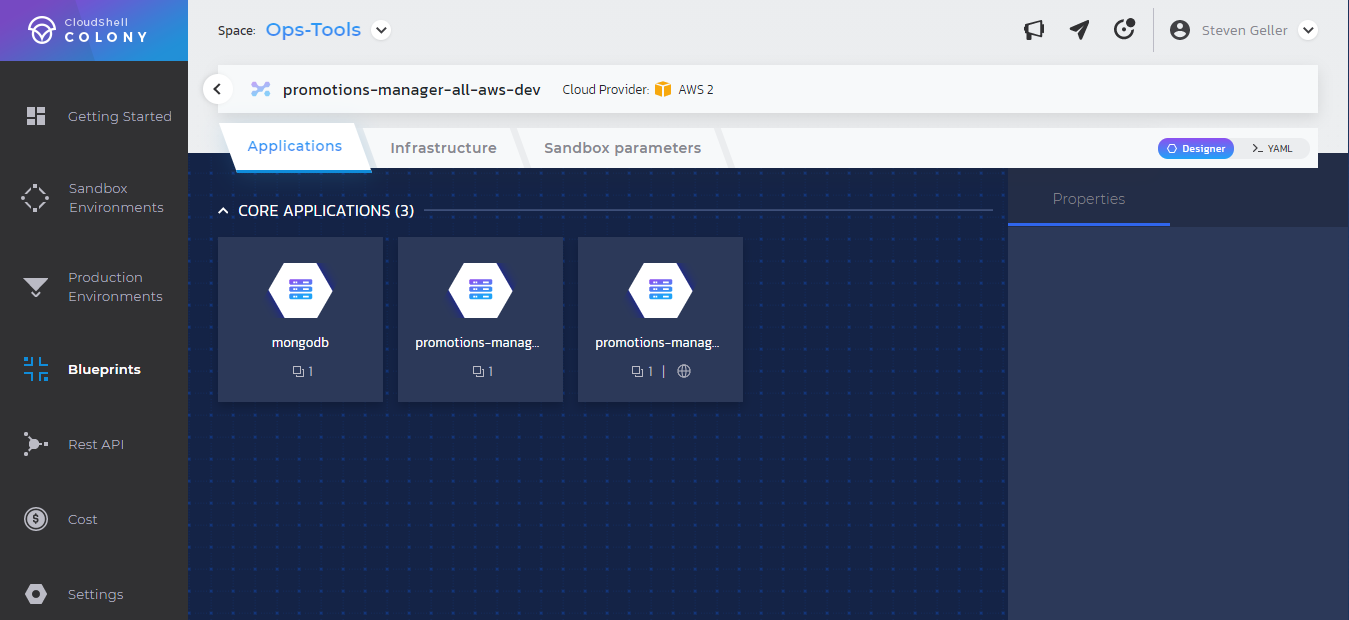 CloudShell
COLONY
Space: Ops-Tools
Steven Geller
promotions-manager-all-aws-dev Cloud Provider: AWS 2
Applications Infrastructure Sandbox parameters Designer >_ YAML
Getting Started
Sandbox
Environments
Production
Environments
Blueprints
Rest API
Cost
Settings
CORE APPLICATIONS (3)
mongodb
1
promotions-manag...
1
promotions-manag...
1 |
Properties